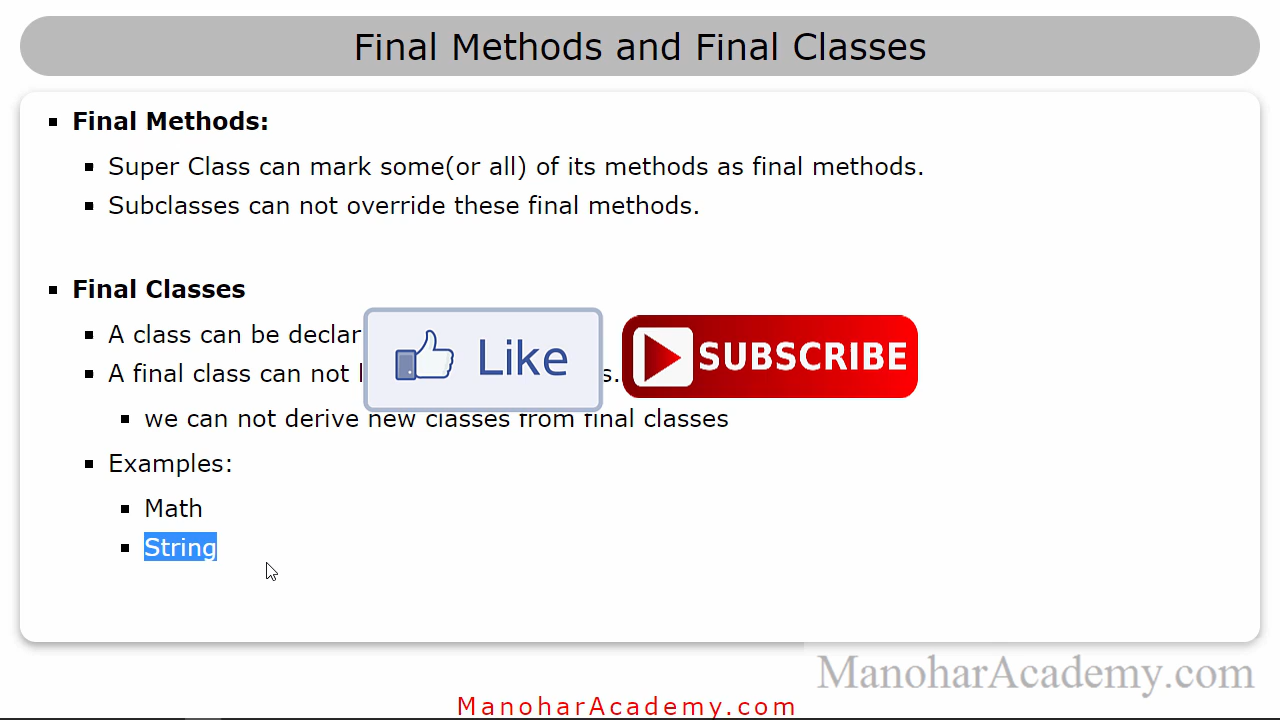 Final Methods and Final Classes
Final Methods:
Super Class can mark some(or all) of its methods as final methods.
Subclasses can not override these final methods.
Final Classes
A class can be
A final class can not
Like
SUBSCRIBE
we can not derive new classes from final classes
Examples:
Math
String
ManoharAcademy.com
ManoharAcademy.com